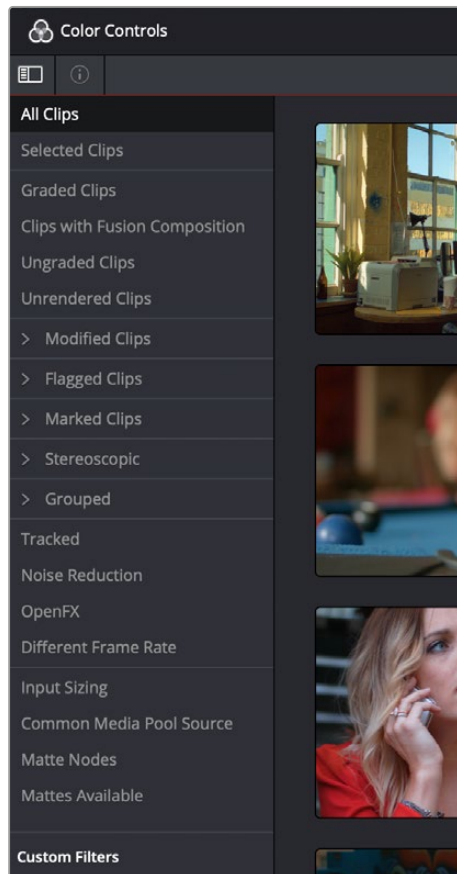 Color Controls
All Clips
Selected Clips
Graded Clips
Clips with Fusion Composition
Ungraded Clips
Unrendered Clips
> Modified Clips
> Flagged Clips
> Marked Clips
> Stereoscopic
> Grouped
Tracked
Noise Reduction
OpenFX
Different Frame Rate
Input Sizing
Common Media Pool Source
Matte Nodes
Mattes Available
Custom Filters